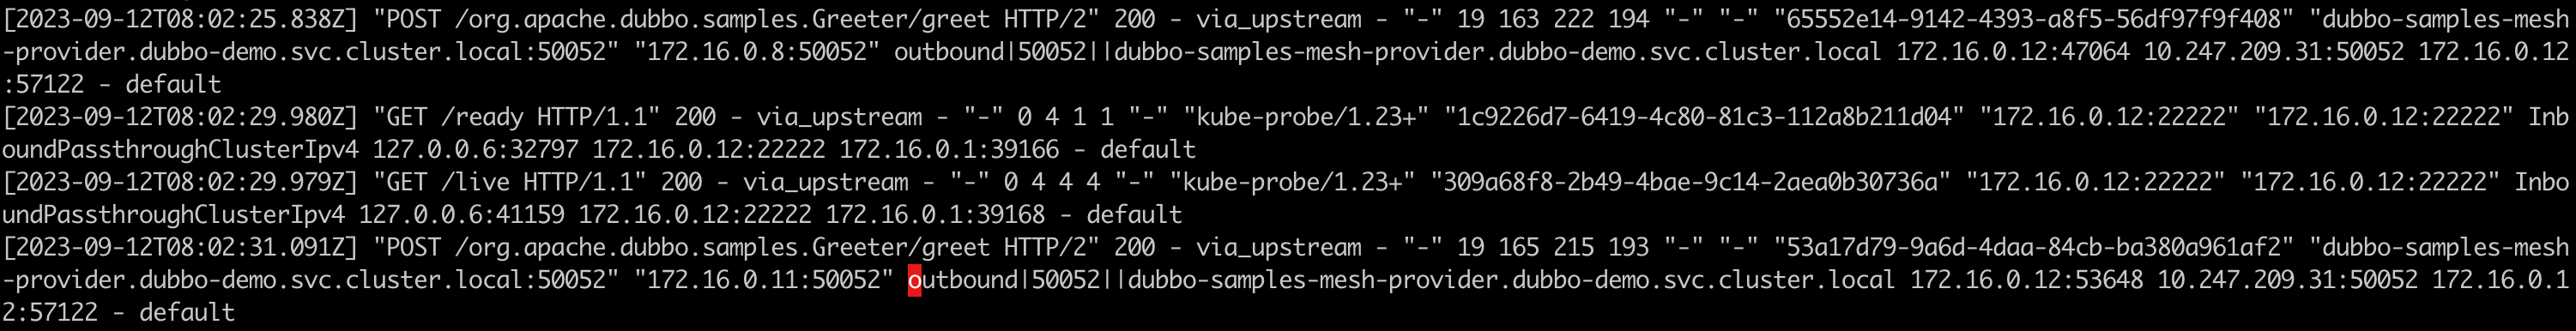 [2023-09-12T08:02:25.838Z] "POST /org.apache.dubbo.samples.Greeter/greet HTTP/2" 200 - via_upstream - "-" 19 163 222 194 "-" "-" "65552e14-9142-4393-a8f5-56df97f9f408" "dubbo-samples-mesh
-provider.dubbo-demo.svc.cluster.local:50052" "172.16.0.8:50052" outbound|50052||dubbo-samples-mesh-provider.dubbo-demo.svc.cluster.local 172.16.0.12:47064 10.247.209.31:50052 172.16.0.12
:57122 - default
[2023-09-12T08:02:29.980Z] "GET /ready HTTP/1.1" 200 - via_upstream - "-" 0 4 1 1 "-" "kube-probe/1.23+" "1c9226d7-6419-4c80-81c3-112a8b211d04" "172.16.0.12:22222" "172.16.0.12:22222" Inb
oundPassthroughClusterIpv4 127.0.0.6:32797 172.16.0.12:22222 172.16.0.1:39166 - default
[2023-09-12T08:02:29.979Z] "GET /live HTTP/1.1" 200 - via_upstream - "-" 0 4 4 4 "-" "kube-probe/1.23+" "309a68f8-2b49-4bae-9c14-2aea0b30736a" "172.16.0.12:22222" "172.16.0.12:22222" Inbo
undPassthroughClusterIpv4 127.0.0.6:41159 172.16.0.12:22222 172.16.0.1:39168 - default
[2023-09-12T08:02:31.091Z] "POST /org.apache.dubbo.samples.Greeter/greet HTTP/2" 200 - via_upstream - "-" 19 165 215 193 "-" "-" "53a17d79-9a6d-4daa-84cb-ba380a961af2" "dubbo-samples-mesh
-provider.dubbo-demo.svc.cluster.local:50052" "172.16.0.11:50052" outbound|50052||dubbo-samples-mesh-provider.dubbo-demo.svc.cluster.local 172.16.0.12:53648 10.247.209.31:50052 172.16.0.1
2:57122 - default